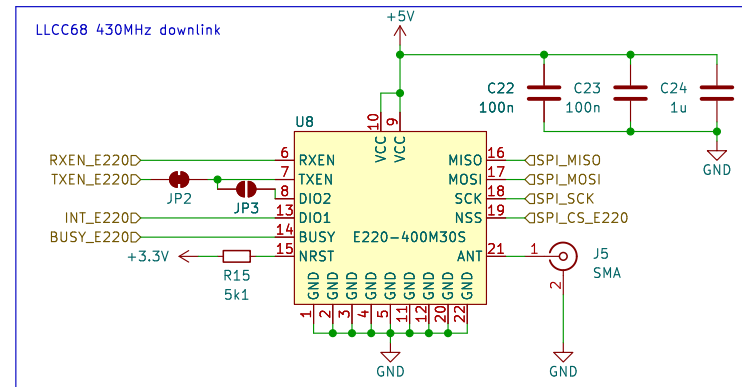 LLCC68 430MHz downlink
+5V
C22
100n
C23
100n
C24
1u
GND
U8
10
9
VCC
VCC
RXEN_E220
6
RXEN
MISO
16
SPI_MISO
TXEN_E220
7
TXEN
MOSI
17
SPI_MOSI
JP2
JP3
8
DIO2
SCK
18
SPI_SCK
INT_E220
13
DIO1
NSS
19
SPI_CS_E220
BUSY_E220
14
BUSY
E220-400M30S
+3.3V
R15
5k1
15
NRST
ANT
21
1
J5
SMA
2
GND
GND
GND
GND
GND
GND
GND
GND
GND
1
2
3
4
5
11
12
20
22
GND
GND